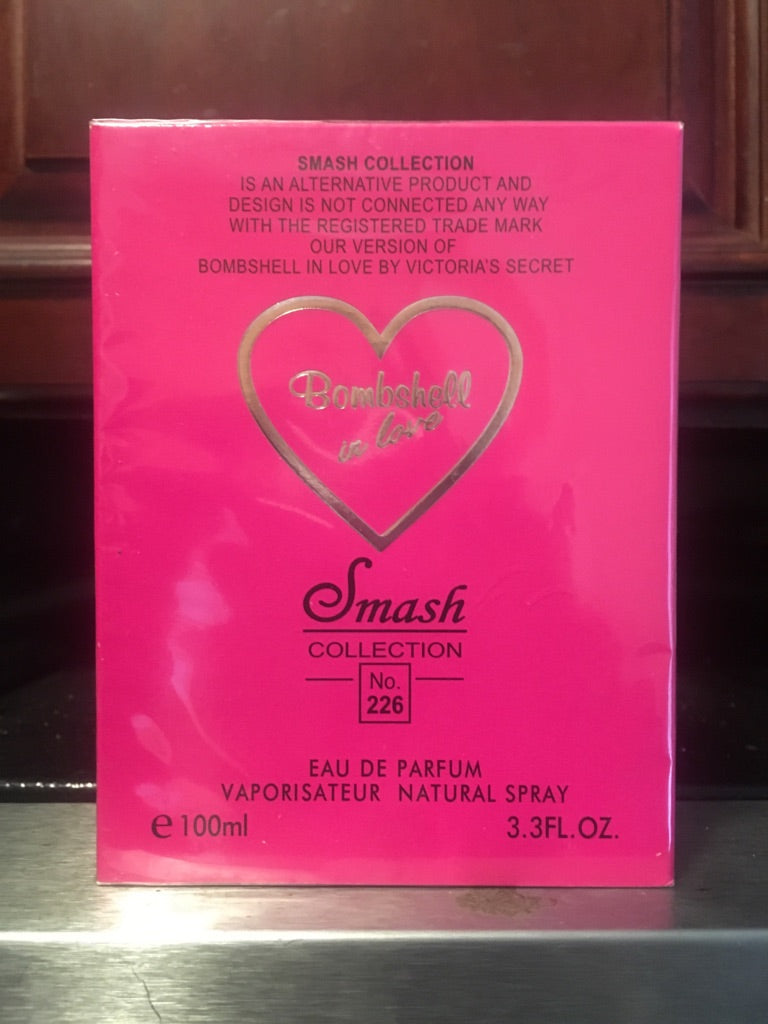 SMASH COLLECTION
IS AN ALTERNATIVE PRODUCT AND
DESIGN IS NOT CONNECTED ANY WAY
WITH THE REGISTERED TRADE MARK
OUR VERSION OF
BOMBSHELL IN LOVE BY VICTORIA'S SECRET
Bombshell
in love
Smash
COLLECTION
No.
226
EAU DE PARFUM
VAPORISATEUR NATURAL SPRAY
e 100ml 3.3FL.OZ.